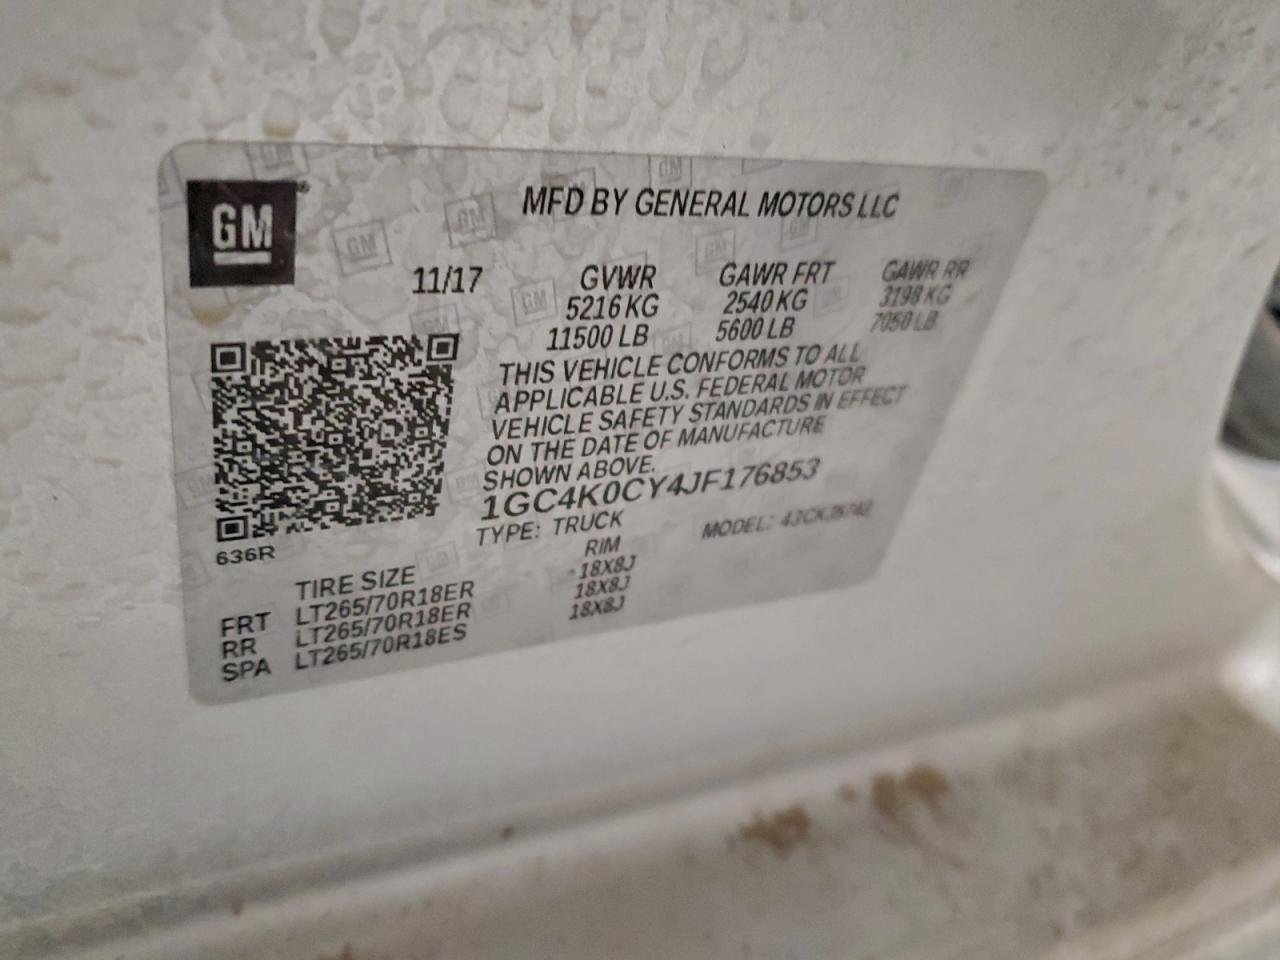 GM
MFD BY GENERAL MOTORS LLC
11/17 GVWR GAWR FRT GAWR RR
5216 KG 2540 KG 3198 KG
11500 LB 5600 LB 7050 LB
THIS VEHICLE CONFORMS TO ALL
APPLICABLE U.S. FEDERAL MOTOR
VEHICLE SAFETY STANDARDS IN EFFECT
ON THE DATE OF MANUFACTURE
SHOWN ABOVE.
1GC4K0CY4JF176853
TYPE: TRUCK MODEL:
636R
TIRE SIZE RIM
FRT LT265/70R18ER 18X8J
RR LT265/70R18ER 18X8J
SPA LT265/70R18ES 18X8J